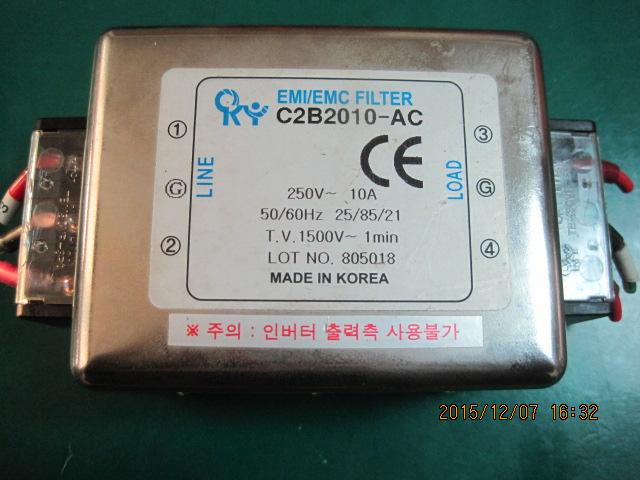 OKY EMI/EMC FILTER
C2B2010-AC
① ③
CE
LINE
LOAD
G G
250V~ 10A
50/60Hz 25/85/21
T.V.1500V~ 1min
② ④
LOT NO. 805018
MADE IN KOREA
※ 주의 : 인버터 출력측 사용불가
2015/12/07 16:32